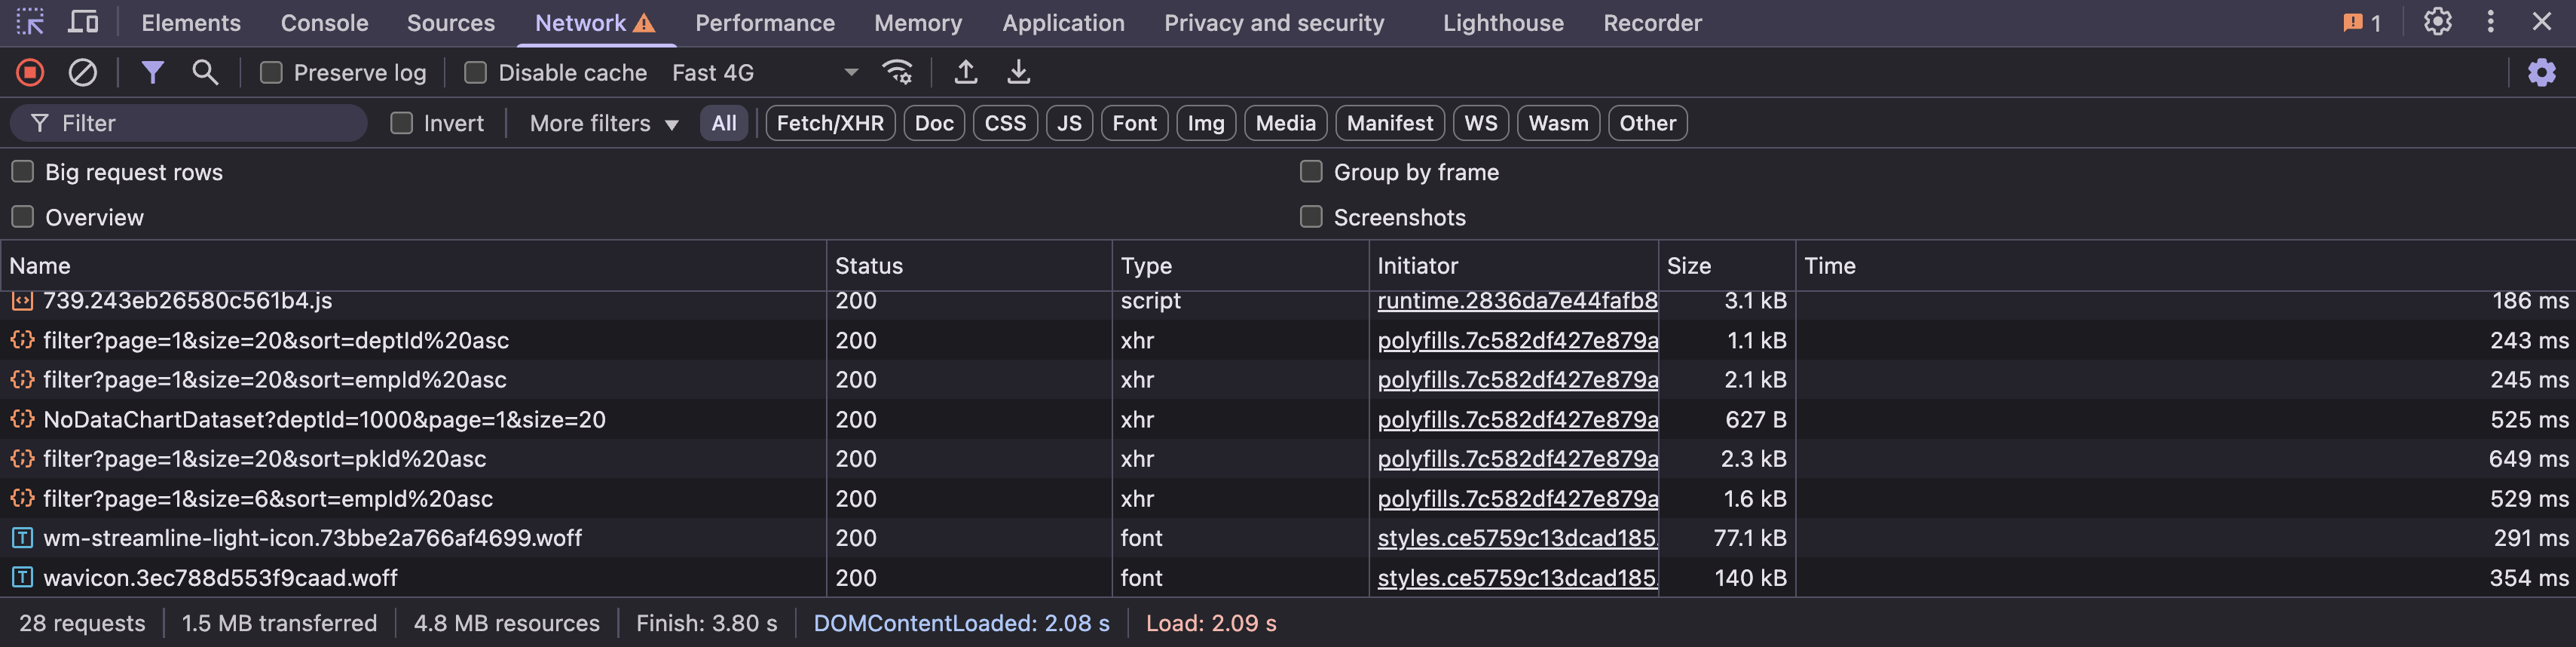 Elements Console Sources Network Performance Memory Application Privacy and security Lighthouse Recorder 1
Preserve log Disable cache Fast 4G
Filter Invert More filters All Fetch/XHR Doc CSS JS Font Img Media Manifest WS Wasm Other
Big request rows Group by frame
Overview Screenshots
Name Status Type Initiator Size Time
739.243eb26580c561b4.js 200 script runtime.2836da7e44fafb8 3.1 kB 186 ms
filter?page=1&size=20&sort=deptId%20asc 200 xhr polyfills.7c582df427e879a 1.1 kB 243 ms
filter?page=1&size=20&sort=empId%20asc 200 xhr polyfills.7c582df427e879a 2.1 kB 245 ms
NoDataChartDataset?deptId=1000&page=1&size=20 200 xhr polyfills.7c582df427e879a 627 B 525 ms
filter?page=1&size=20&sort=pkId%20asc 200 xhr polyfills.7c582df427e879a 2.3 kB 649 ms
filter?page=1&size=6&sort=empId%20asc 200 xhr polyfills.7c582df427e879a 1.6 kB 529 ms
wm-streamline-light-icon.73bbe2a766af4699.woff 200 font styles.ce5759c13dcad185. 77.1 kB 291 ms
wavicon.3ec788d553f9caad.woff 200 font styles.ce5759c13dcad185. 140 kB 354 ms
28 requests 1.5 MB transferred 4.8 MB resources Finish: 3.80 s DOMContentLoaded: 2.08 s Load: 2.09 s